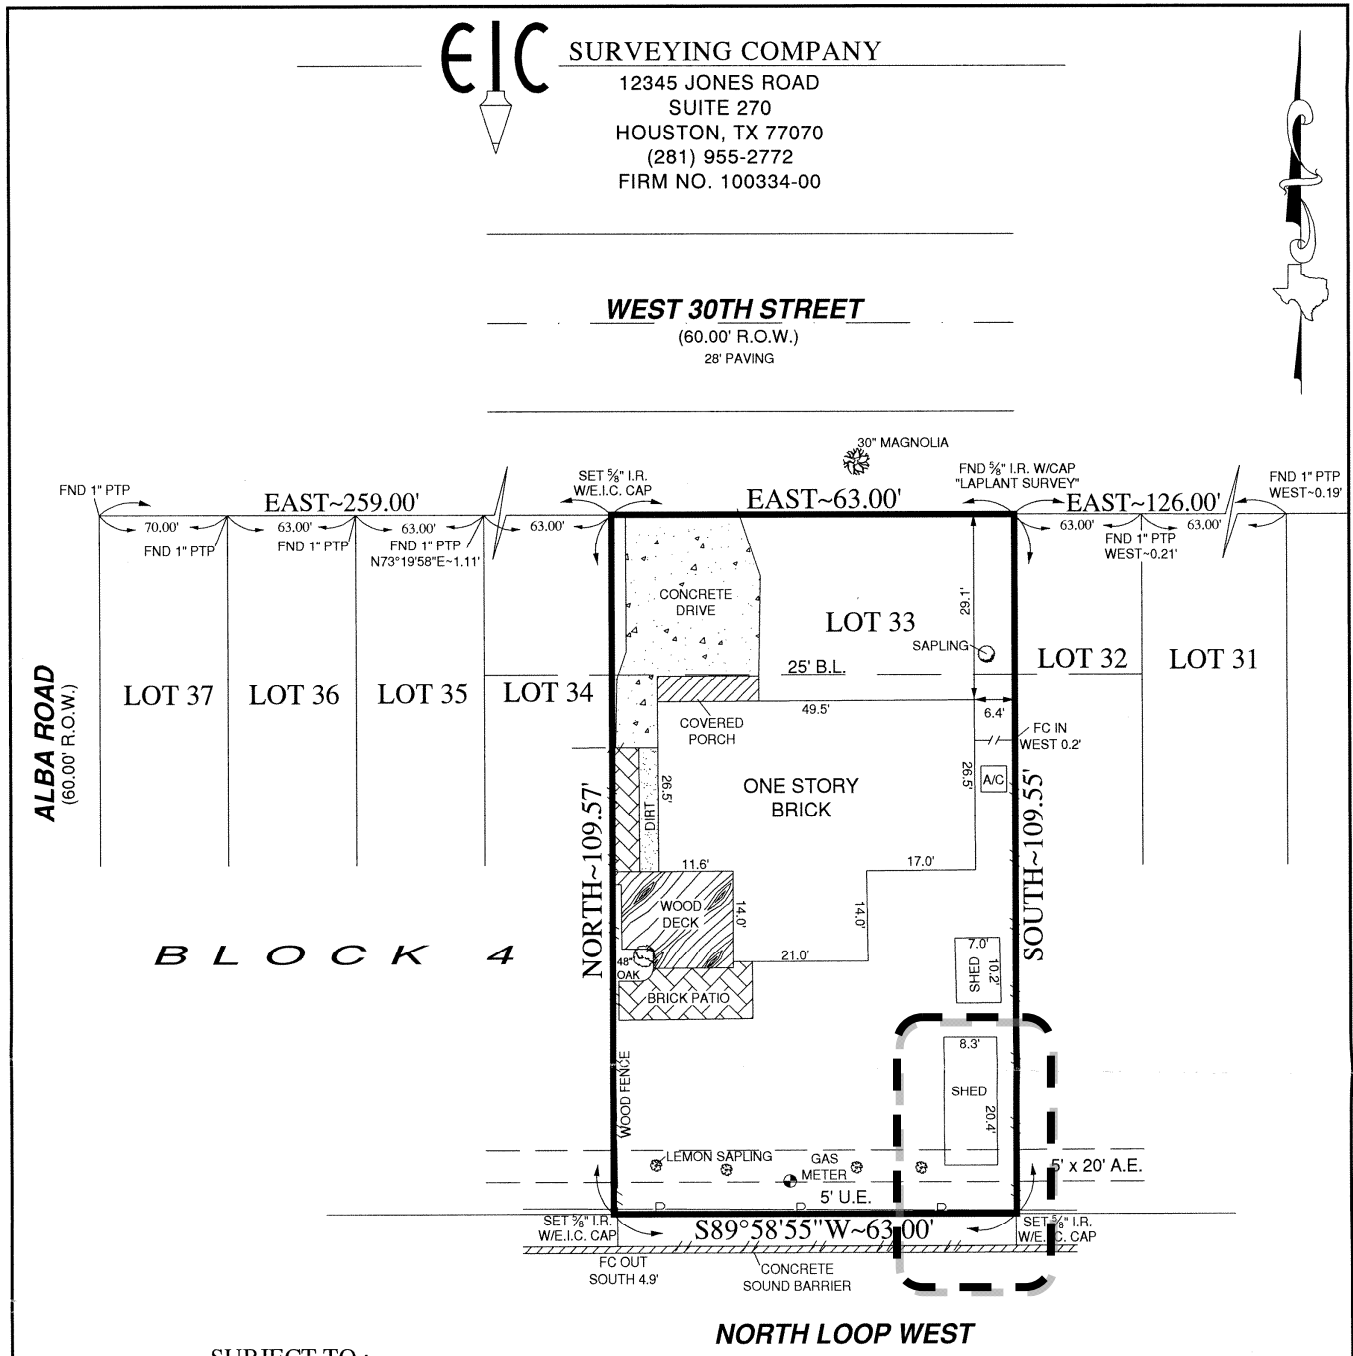 EIC SURVEYING COMPANY
12345 JONES ROAD
SUITE 270
HOUSTON, TX 77070
(281) 955-2772
FIRM NO. 100334-00
WEST 30TH STREET
(60.00' R.O.W.)
28' PAVING
30" MAGNOLIA
FND 1" PTP
EAST~259.00'
SET 5/8" I.R.
W/E.I.C. CAP
EAST~63.00'
FND 5/8" I.R. W/CAP
"LAPLANT SURVEY"
EAST~126.00'
FND 1" PTP
WEST~0.19'
70.00'
63.00'
63.00'
63.00'
63.00'
63.00'
FND 1" PTP
FND 1" PTP
FND 1" PTP
N73°19'58"E~1.11'
FND 1" PTP
WEST~0.21'
CONCRETE
DRIVE
LOT 33
29.1'
SAPLING
25' B.L.
LOT 37
LOT 36
LOT 35
LOT 34
LOT 32
LOT 31
ALBA ROAD
(60.00' R.O.W.)
49.5'
6.4'
COVERED
PORCH
FC IN
WEST 0.2'
26.5'
26.5'
A/C
ONE STORY
BRICK
DIRT
NORTH~109.57'
SOUTH~109.55'
11.6'
17.0'
WOOD
DECK
14.0'
14.0'
BLOCK 4
21.0'
48"
OAK
BRICK PATIO
7.0'
SHED
10.2'
8.3'
SHED
20.4'
WOOD FENCE
LEMON SAPLING
GAS
METER
5' x 20' A.E.
5' U.E.
P
P
P
SET 5/8" I.R.
W/E.I.C. CAP
S89°58'55"W~63.00'
SET 5/8" I.R.
W/E.I.C. CAP
FC OUT
SOUTH 4.9'
CONCRETE
SOUND BARRIER
NORTH LOOP WEST
SUBJECT TO :